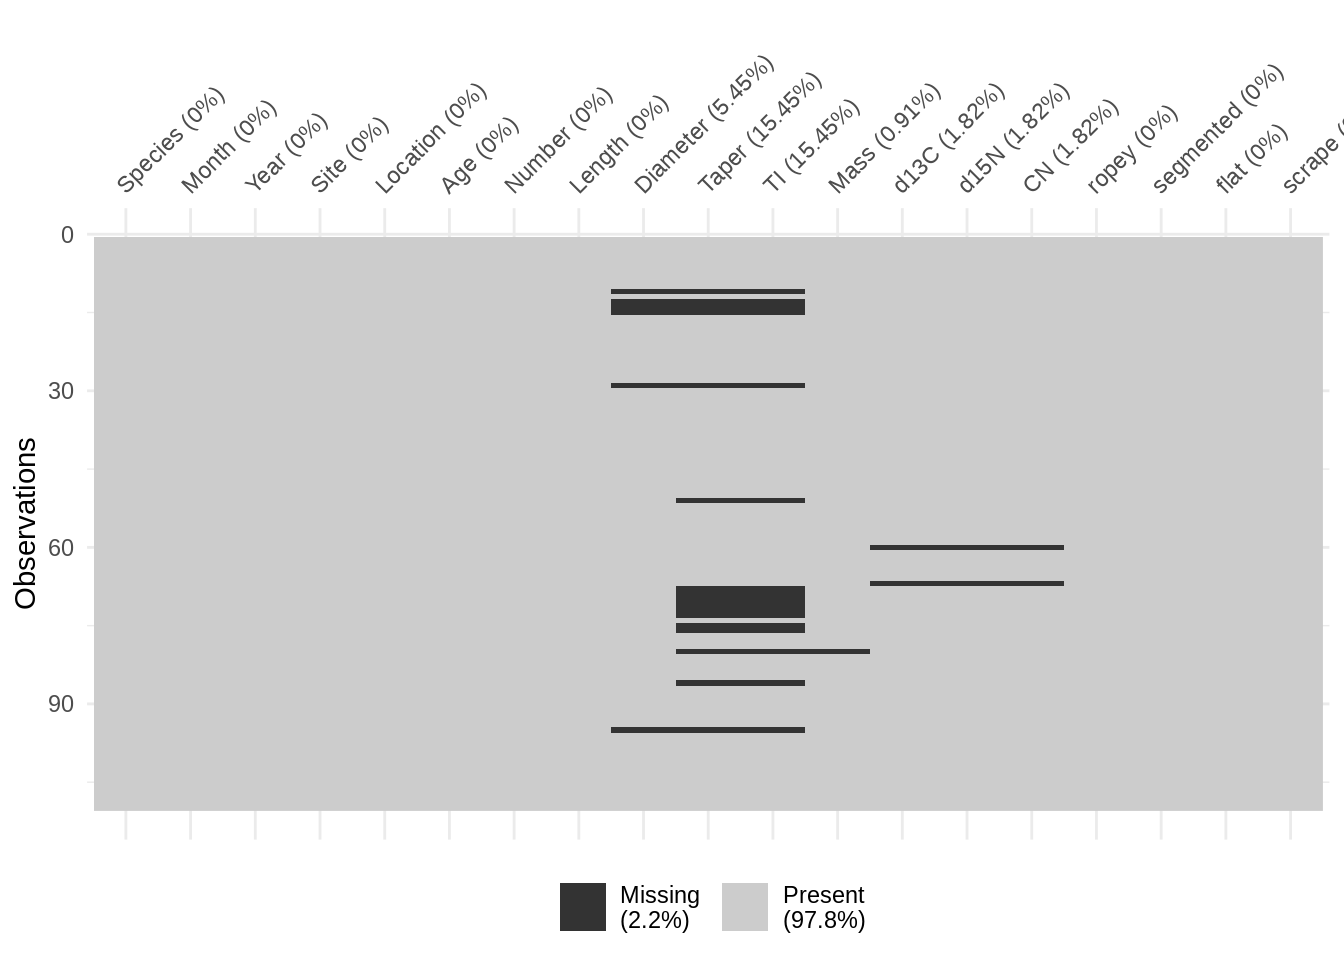 Species (0%)
Month (0%)
Year (0%)
Site (0%)
Location (0%)
Age (0%)
Number (0%)
Length (0%)
Diameter (5.45%)
Taper (15.45%)
TI (15.45%)
Mass (0.91%)
d13C (1.82%)
d15N (1.82%)
CN (1.82%)
ropey (0%)
segmented (0%)
flat (0%)
scrape
0
30
60
90
Observations
Missing
(2.2%)
Present
(97.8%)